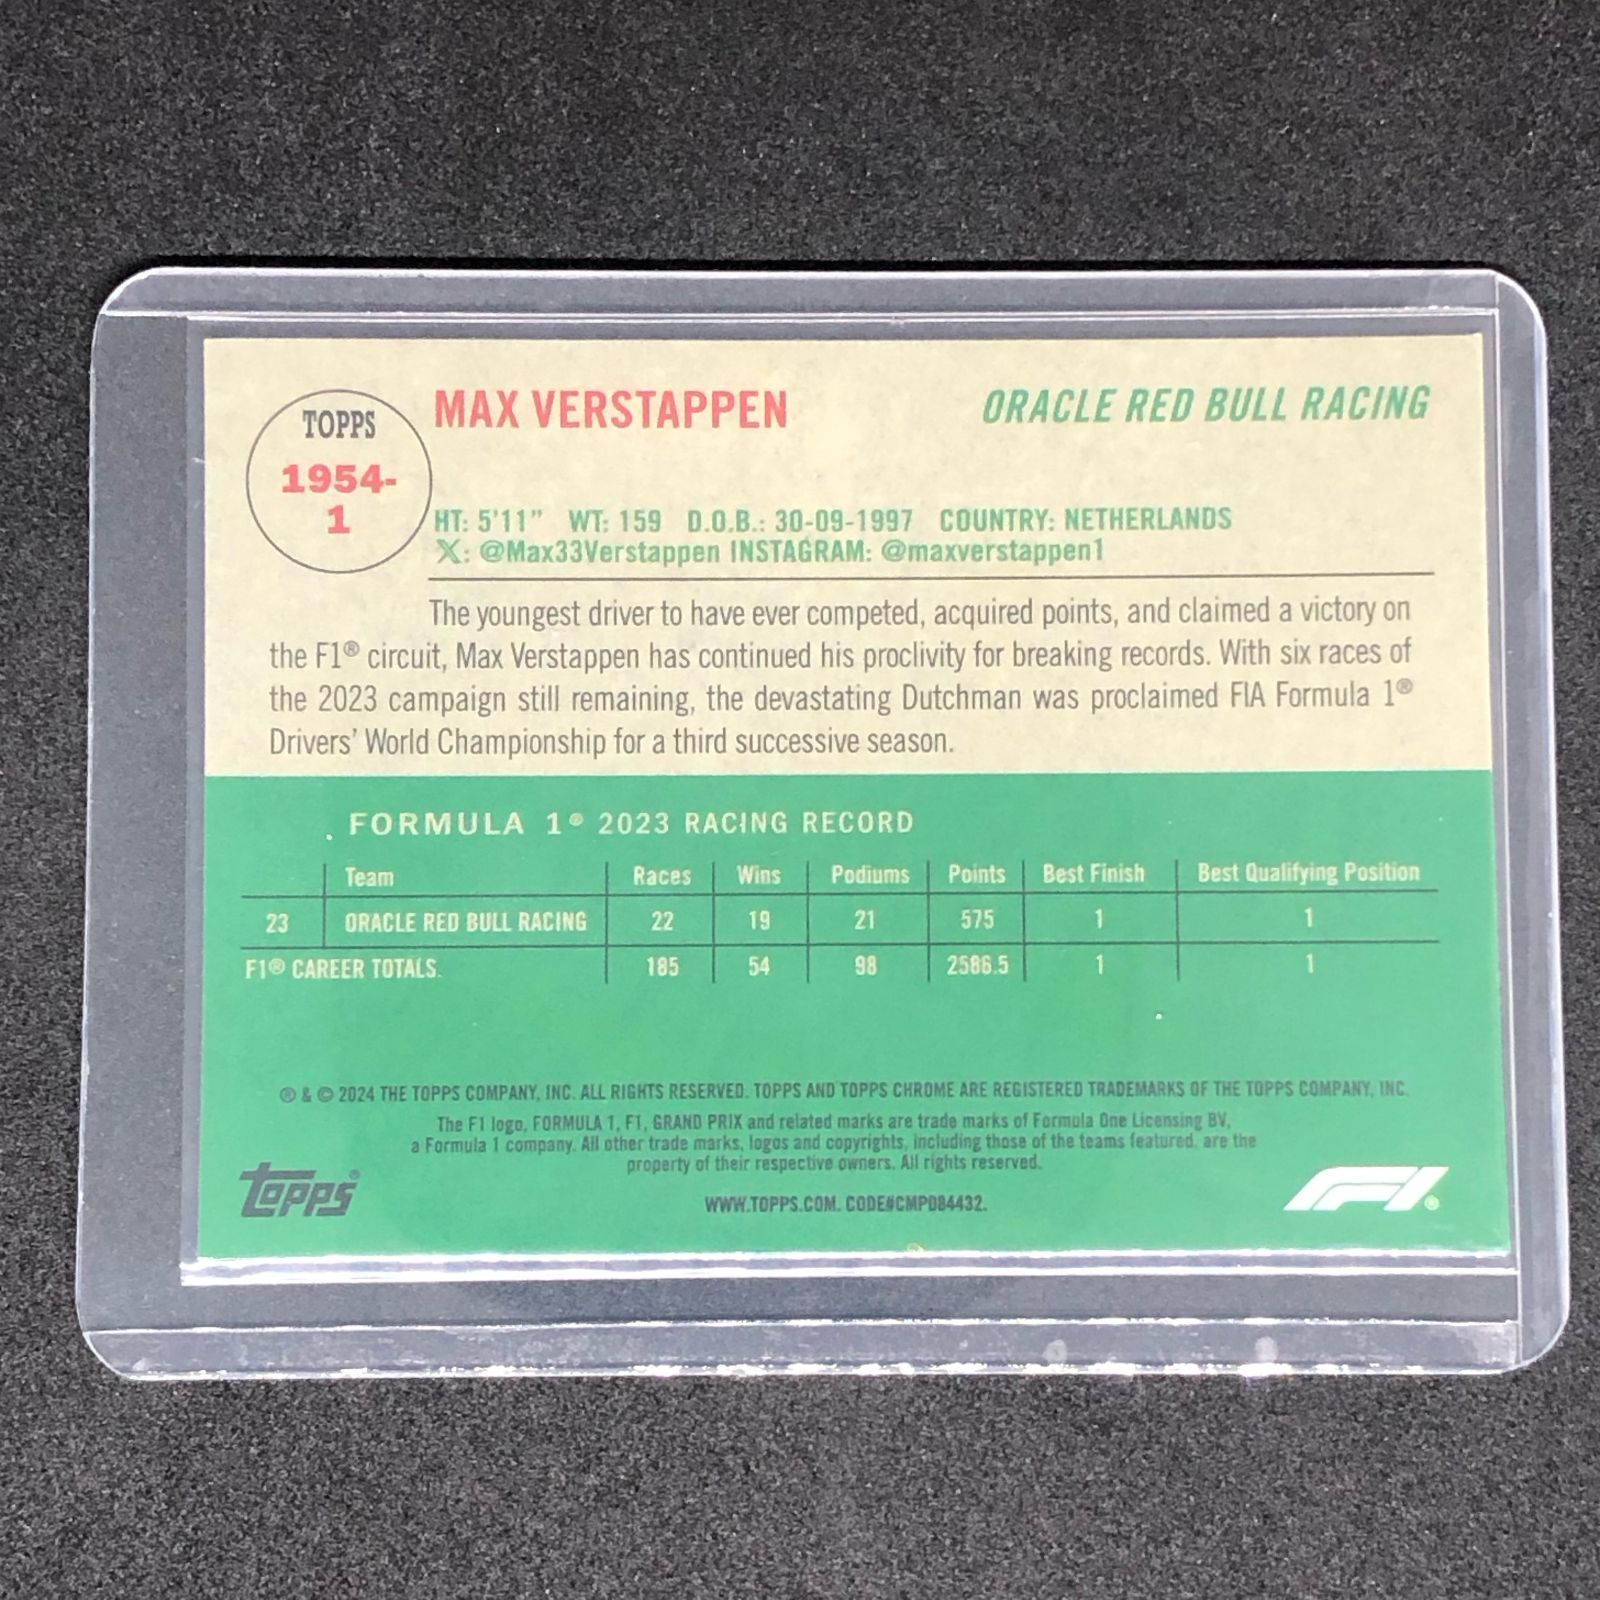 TOPPS
1954-
1
MAX VERSTAPPEN
ORACLE RED BULL RACING
HT: 5'11" WT: 159 D.O.B.: 30-09-1997 COUNTRY: NETHERLANDS
X: @Max33Verstappen INSTAGRAM: @maxverstappen1
The youngest driver to have ever competed, acquired points, and claimed a victory on
the F1® circuit, Max Verstappen has continued his proclivity for breaking records. With six races of
the 2023 campaign still remaining, the devastating Dutchman was proclaimed FIA Formula 1®
Drivers' World Championship for a third successive season.
FORMULA 1® 2023 RACING RECORD
Team Races Wins Podiums Points Best Finish Best Qualifying Position
23 ORACLE RED BULL RACING 22 19 21 575 1 1
F1® CAREER TOTALS. 185 54 98 2586.5 1 1
® & © 2024 THE TOPPS COMPANY, INC. ALL RIGHTS RESERVED. TOPPS AND TOPPS CHROME ARE REGISTERED TRADEMARKS OF THE TOPPS COMPANY, INC.
The F1 logo, FORMULA 1, F1, GRAND PRIX and related marks are trade marks of Formula One Licensing BV,
a Formula 1 company. All other trade marks, logos and copyrights, including those of the teams featured, are the
property of their respective owners. All rights reserved.
WWW.TOPPS.COM. CODE#CMPD84432.
topps®
F1®